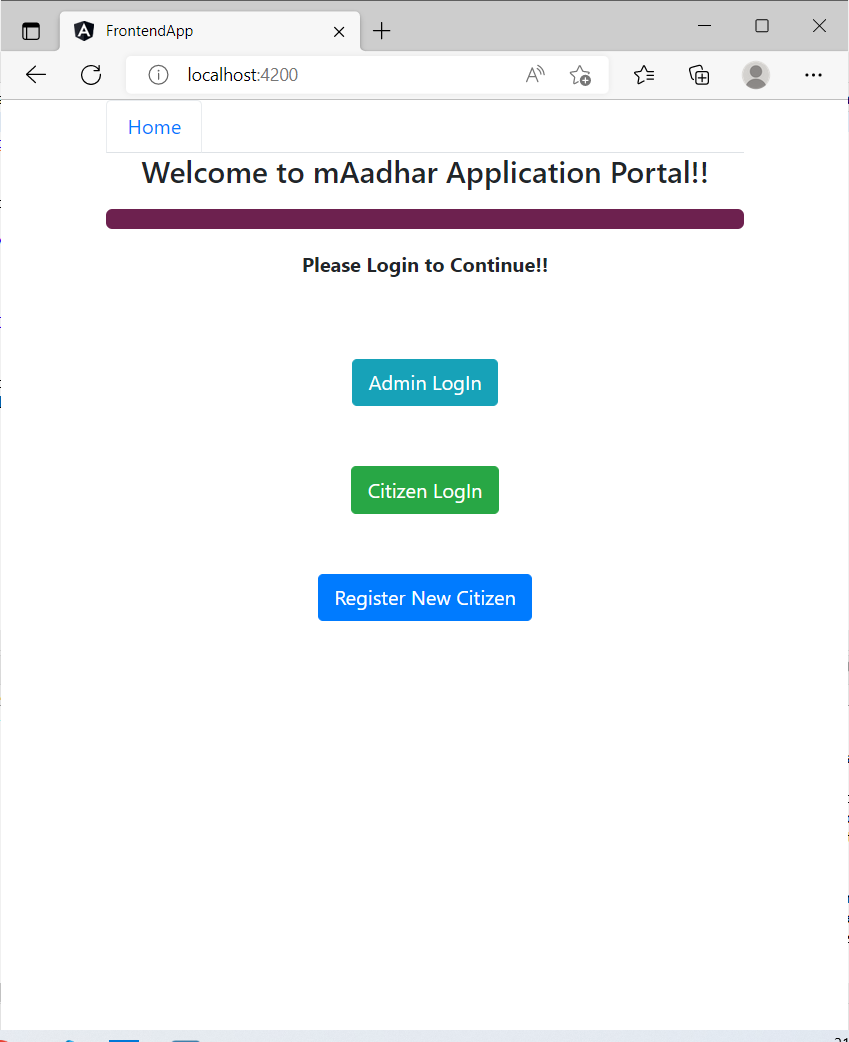 FrontendApp
localhost:4200
Home
Welcome to mAadhar Application Portal!!
Please Login to Continue!!
Admin LogIn
Citizen LogIn
Register New Citizen